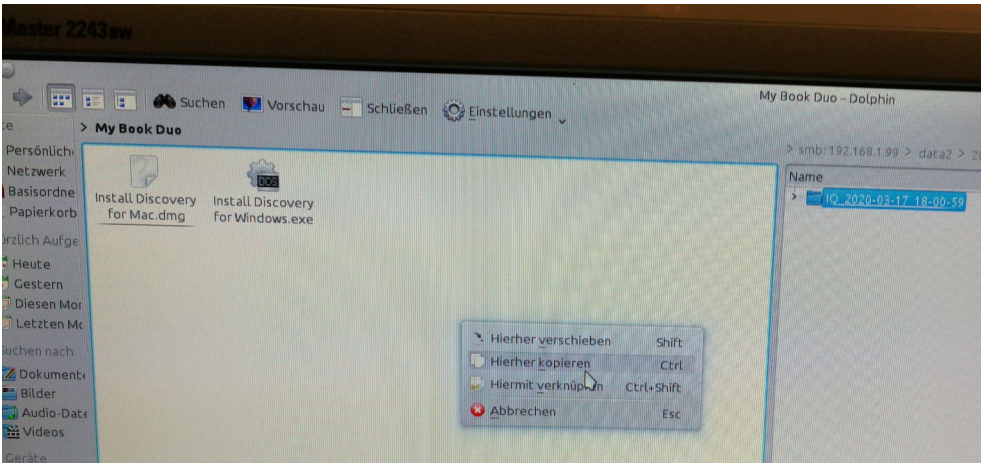 Master 2243BW
My Book Duo – Dolphin
Suchen
Vorschau
Schließen
Einstellungen
> My Book Duo
> smb: 192.168.1.99 > data2 >
Persönlich
Netzwerk
Basisordne
Papierkorb
Heute
Gestern
Diesen Mo
Letzten Mo
Suchen nach
Dokument
Bilder
Audio-Date
Videos
Geräte
Install Discovery
for Mac.dmg
Install Discovery
for Windows.exe
Name
IQ_2020-03-17_18-00-59
Hierher verschieben Shift
Hierher kopieren Ctrl
Hiermit verknüpfen Ctrl+Shift
Abbrechen Esc